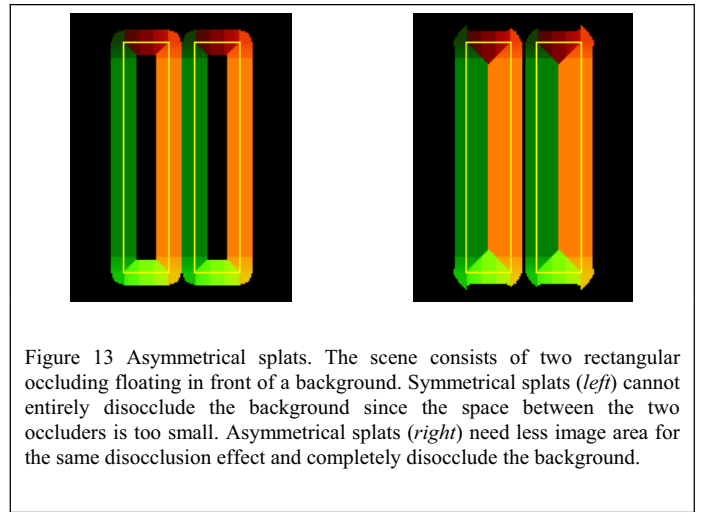 Figure 13 Asymmetrical splats. The scene consists of two rectangular
occluding floating in front of a background. Symmetrical splats (left) cannot
entirely disocclude the background since the space between the two
occluders is too small. Asymmetrical splats (right) need less image area for
the same disocclusion effect and completely disocclude the background.